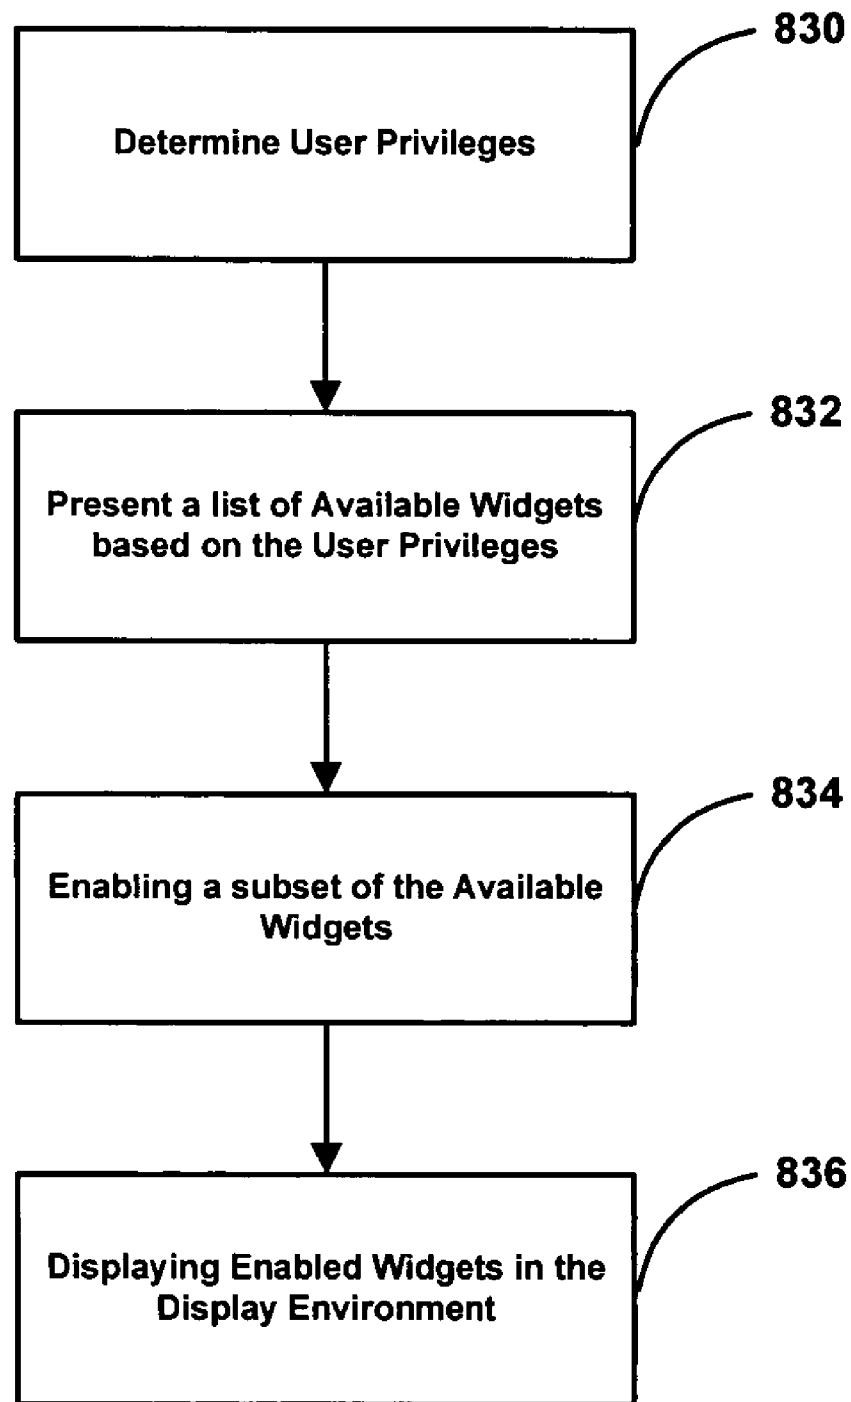 830
Determine User Privileges
832
Present a list of Available Widgets
based on the User Privileges
834
Enabling a subset of the Available
Widgets
836
Displaying Enabled Widgets in the
Display Environment